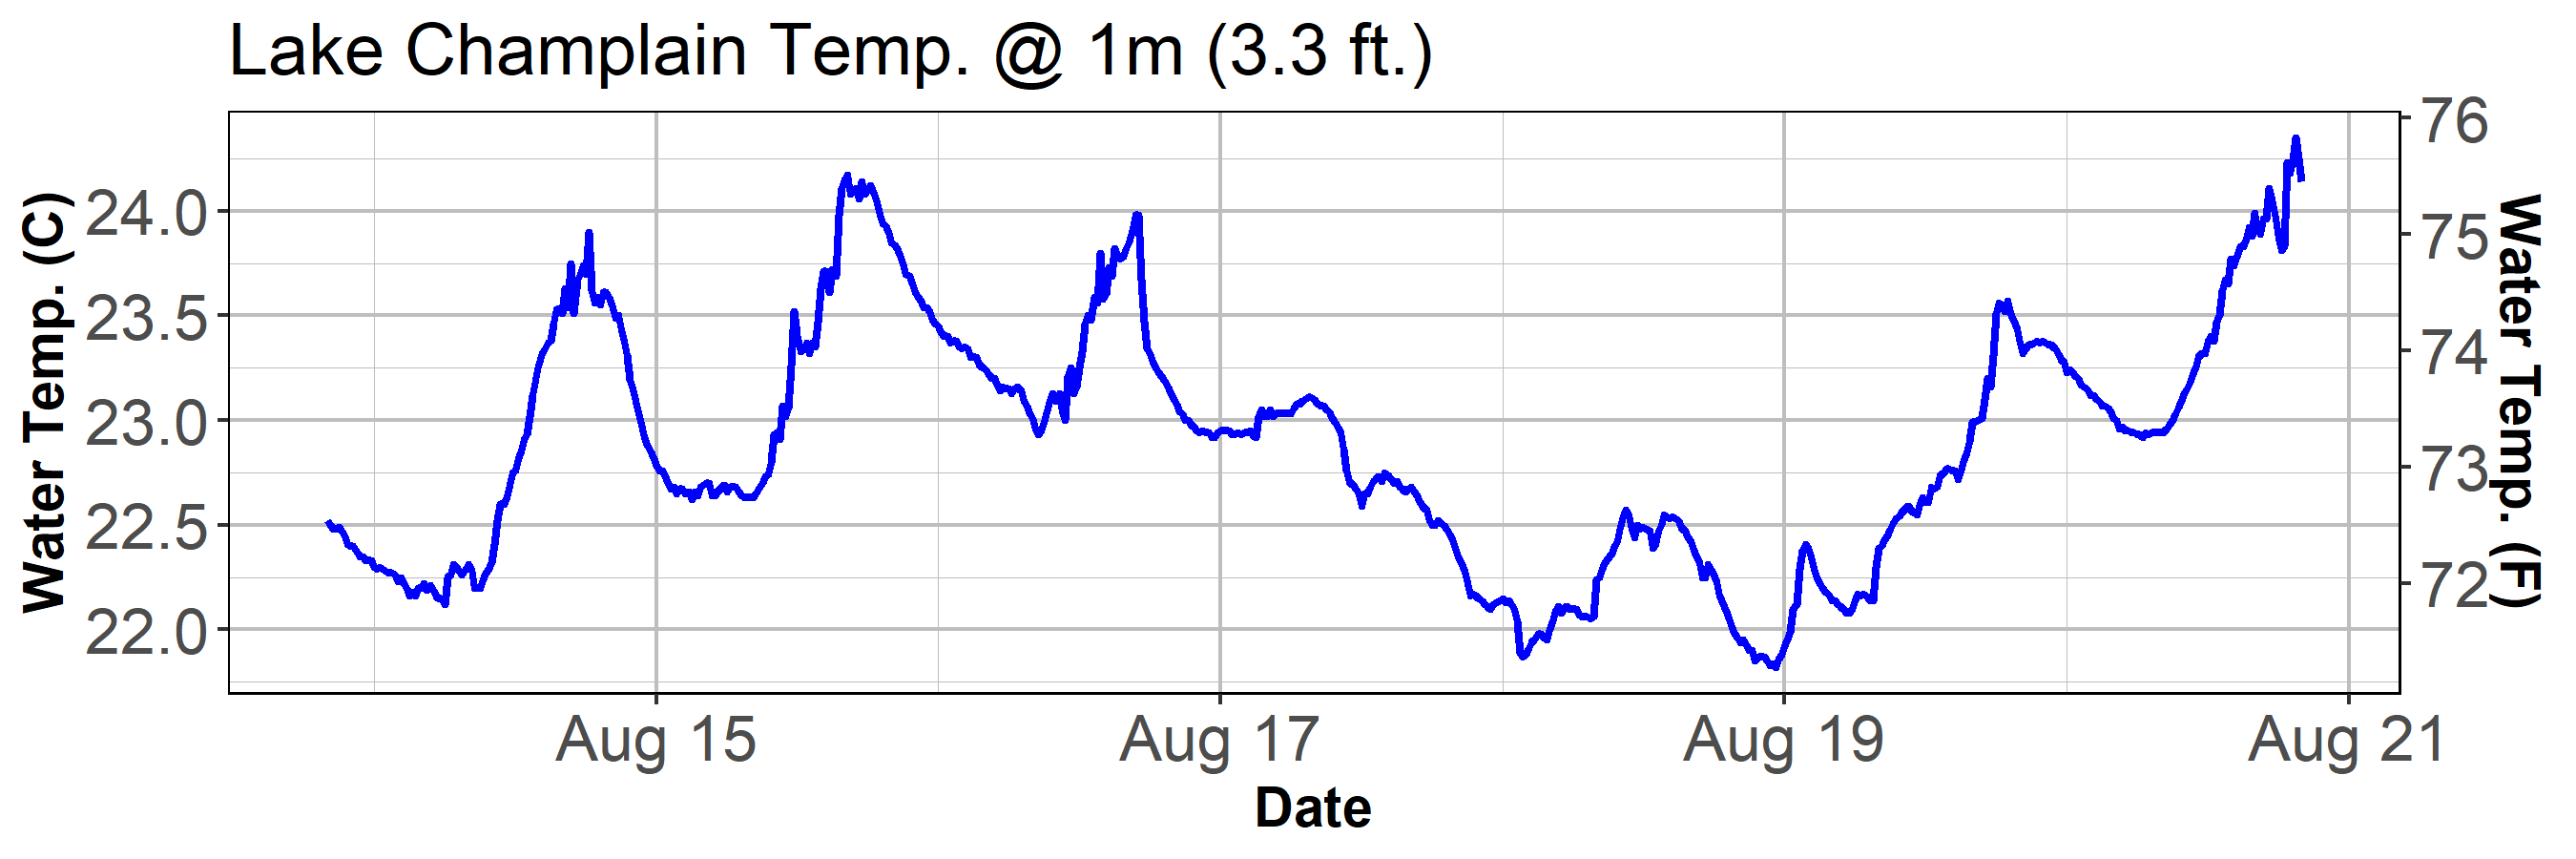 Lake Champlain Temp. @ 1m (3.3 ft.)
Water Temp. (C)
24.0
23.5
23.0
22.5
22.0
76
75
74
73
72
Water Temp. (F)
Aug 15 Aug 17 Aug 19 Aug 21
Date